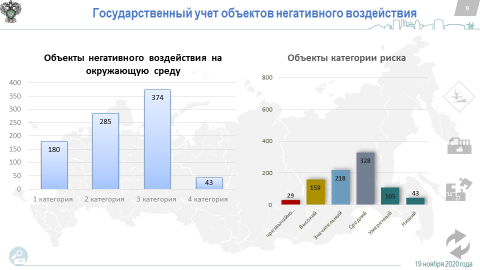 Государственный учет объектов негативного воздействия
9
Объекты негативного воздействия на
окружающую среду
400
350
300
250
200
150
100
50
0
180
285
374
43
1 категория
2 категория
3 категория
4 категория
Объекты категории риска
800
600
400
200
0
29
159
218
328
105
43
Высокий
Значительный
Средний
Умеренный
Низкий
19 ноября 2020 года